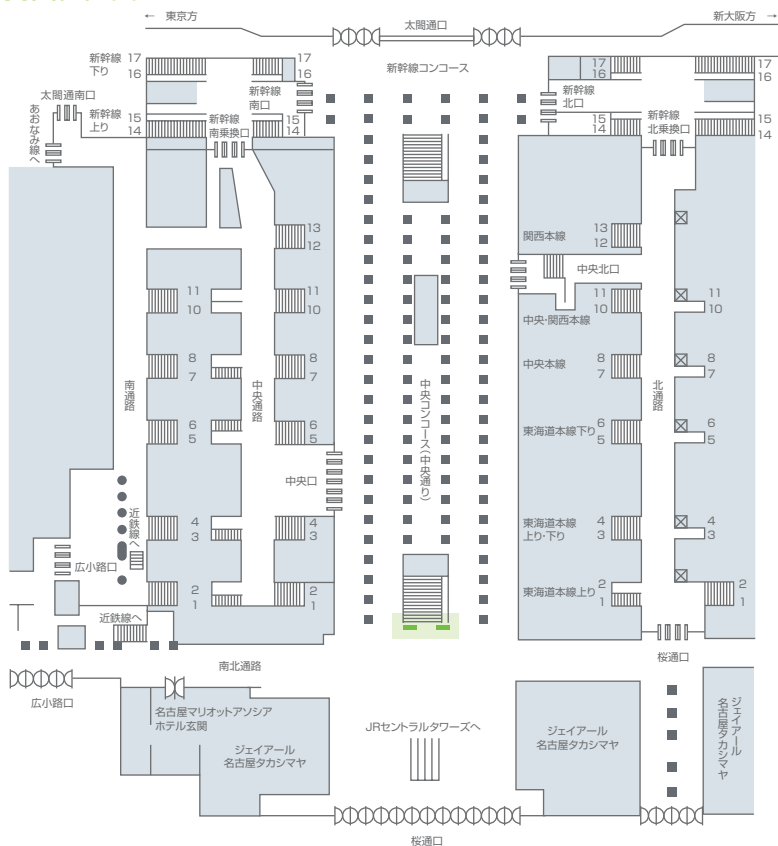 ← 東京方
太閤通口
新大阪方 →
新幹線
下り
17
16
17
16
新幹線コンコース
17
16
17
16
太閤通南口
新幹線
南口
新幹線
北口
あおなみ線へ
新幹線
上り
15
14
新幹線
南乗換口
15
14
15
14
新幹線
北乗換口
15
14
13
12
関西本線
13
12
中央北口
11
10
11
10
中央・関西本線
11
10
11
10
南通路
8
7
中央通路
8
7
中央コンコース(中央通り)
中央本線
8
7
北通路
8
7
6
5
6
5
東海道本線下り
6
5
6
5
中央口
近鉄線へ
4
3
4
3
東海道本線
上り・下り
4
3
4
3
広小路口
2
1
2
1
東海道本線上り
2
1
2
1
近鉄線へ
南北通路
桜通口
広小路口
名古屋マリオットアソシア
ホテル玄関
ジェイアール
名古屋タカシマヤ
JRセントラルタワーズへ
ジェイアール
名古屋タカシマヤ
ジェイアール
名古屋タカシマヤ
桜通口